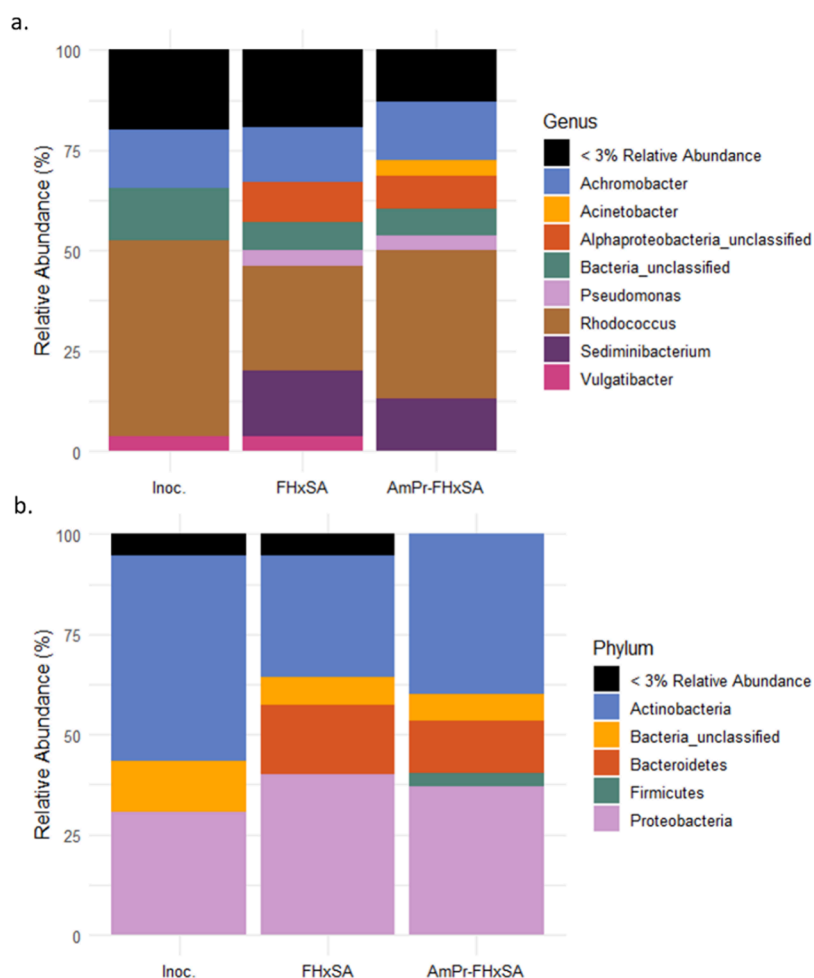 a.
Relative Abundance (%)
100
75
50
25
0
Inoc.
FHxSA
AmPr-FHxSA
Genus
< 3% Relative Abundance
Achromobacter
Acinetobacter
Alphaproteobacteria_unclassified
Bacteria_unclassified
Pseudomonas
Rhodococcus
Sediminibacterium
Vulgatibacter
b.
Relative Abundance (%)
100
75
50
25
0
Inoc.
FHxSA
AmPr-FHxSA
Phylum
< 3% Relative Abundance
Actinobacteria
Bacteria_unclassified
Bacteroidetes
Firmicutes
Proteobacteria